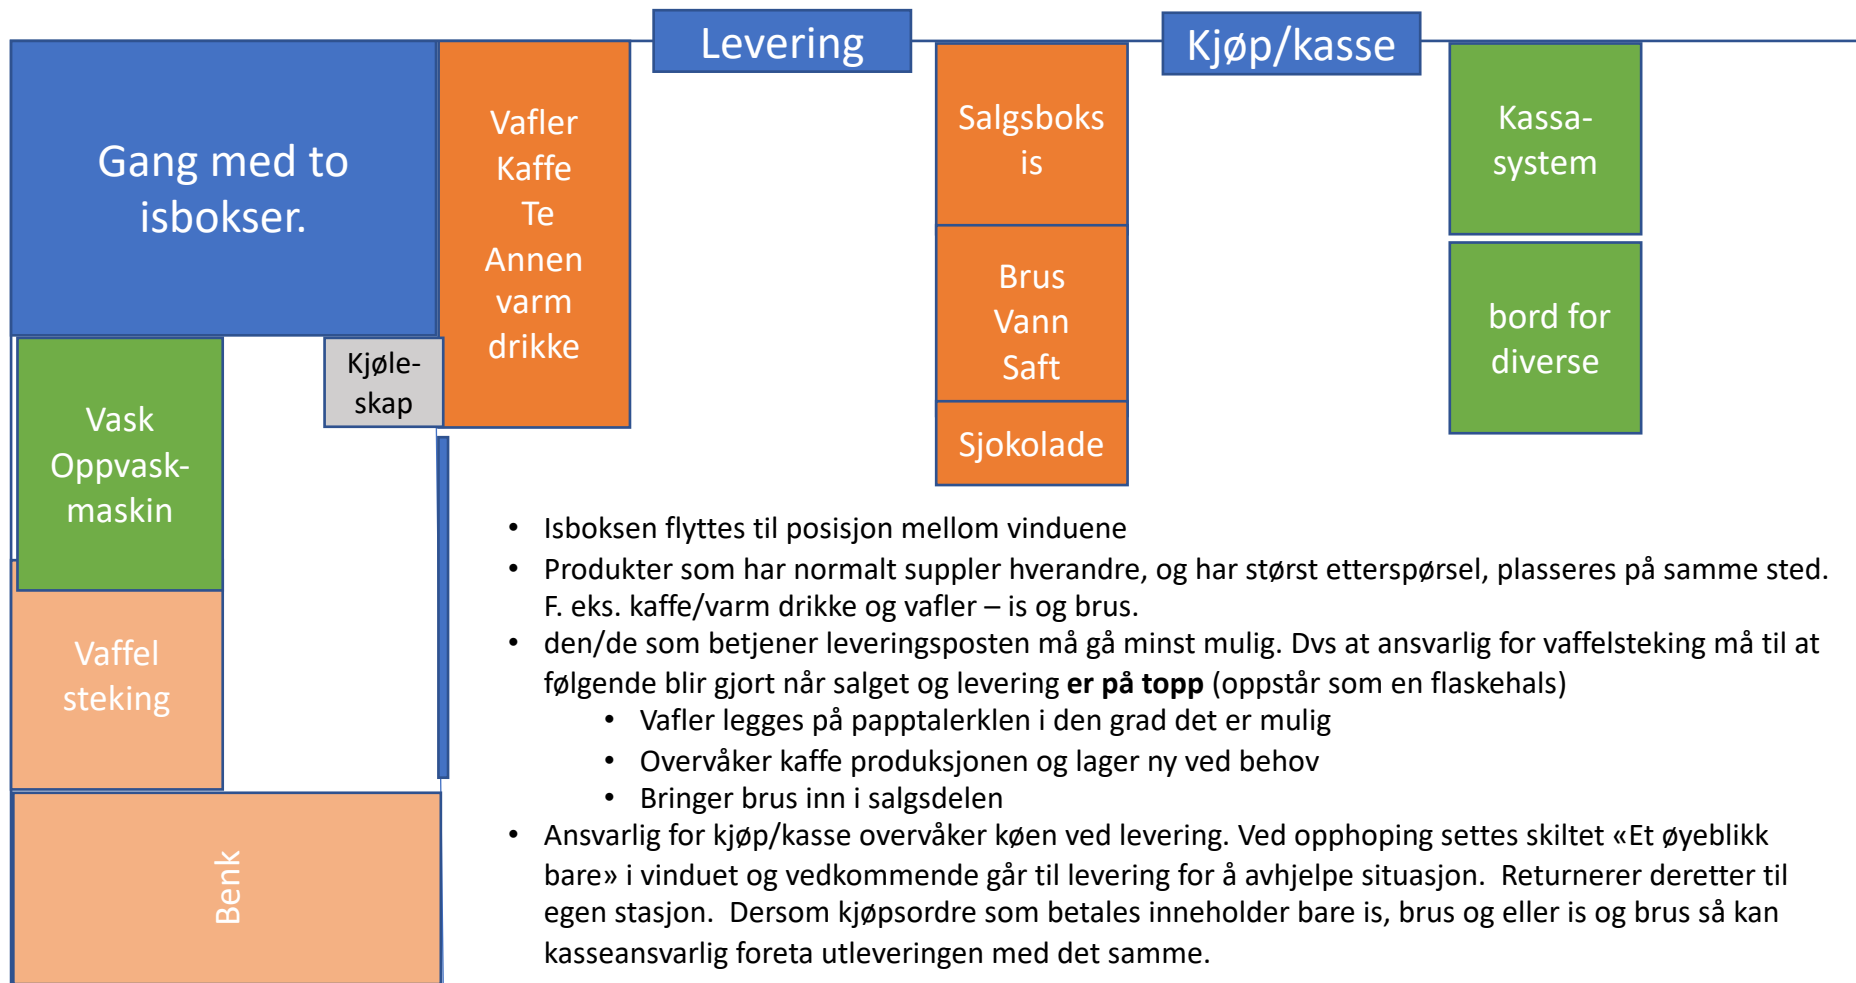 Levering
Kjøp/kasse
Gang med to
isbokser.
Vafler
Kaffe
Te
Annen
varm
drikke
Salgsboks
is
Kassa-
system
Brus
Vann
Saft
bord for
diverse
Kjøle-
skap
Vask
Oppvask-
maskin
Sjokolade
Vaffel
steking
Benk
• Isboksen flyttes til posisjon mellom vinduene
• Produkter som har normalt suppler hverandre, og har størst etterspørsel, plasseres på samme sted.
F. eks. kaffe/varm drikke og vafler – is og brus.
• den/de som betjener leveringsposten må gå minst mulig. Dvs at ansvarlig for vaffelsteking må til at
følgende blir gjort når salget og levering er på topp (oppstår som en flaskehals)
• Vafler legges på papptalerklen i den grad det er mulig
• Overvåker kaffe produksjonen og lager ny ved behov
• Bringer brus inn i salgsdelen
• Ansvarlig for kjøp/kasse overvåker køen ved levering. Ved opphoping settes skiltet «Et øyeblikk
bare» i vinduet og vedkommende går til levering for å avhjelpe situasjon. Returnerer deretter til
egen stasjon. Dersom kjøpsordre som betales inneholder bare is, brus og eller is og brus så kan
kasseansvarlig foreta utleveringen med det samme.